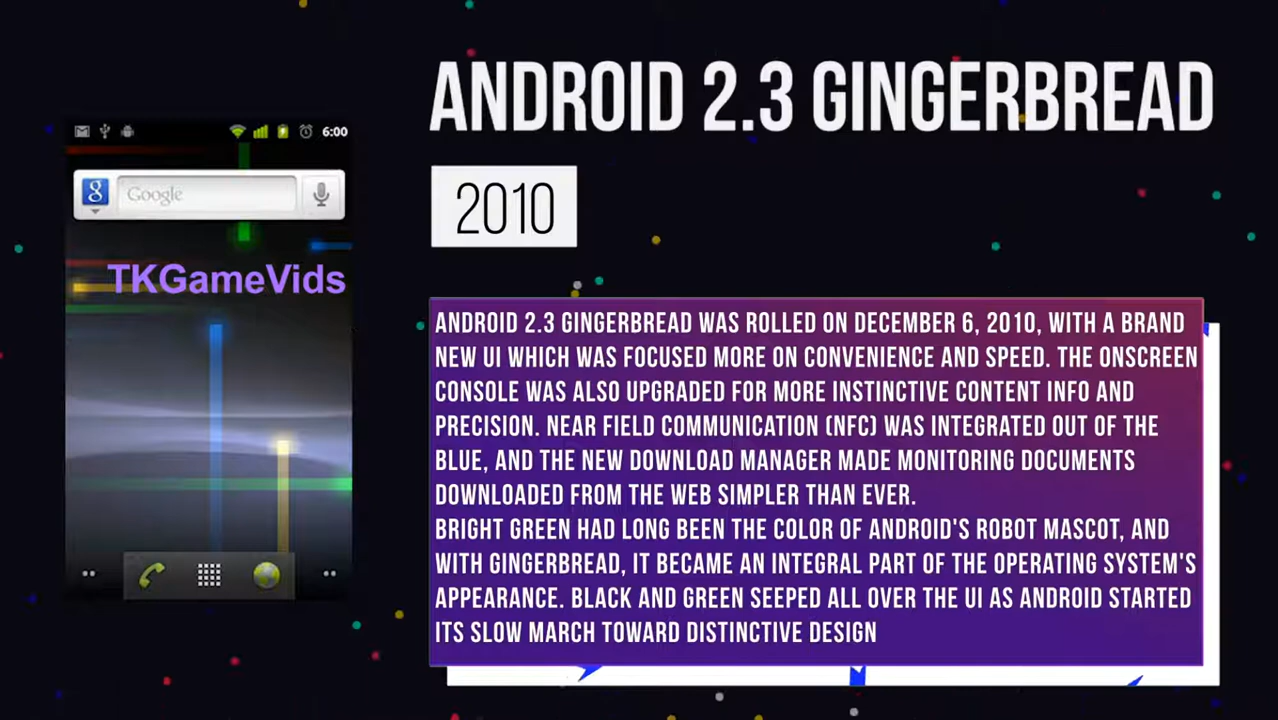 ANDROID 2.3 GINGERBREAD
2010
6:00
Google
TKGameVids
ANDROID 2.3 GINGERBREAD WAS ROLLED ON DECEMBER 6, 2010, WITH A BRAND
NEW UI WHICH WAS FOCUSED MORE ON CONVENIENCE AND SPEED. THE ONSCREEN
CONSOLE WAS ALSO UPGRADED FOR MORE INSTINCTIVE CONTENT INFO AND
PRECISION. NEAR FIELD COMMUNICATION (NFC) WAS INTEGRATED OUT OF THE
BLUE, AND THE NEW DOWNLOAD MANAGER MADE MONITORING DOCUMENTS
DOWNLOADED FROM THE WEB SIMPLER THAN EVER.
BRIGHT GREEN HAD LONG BEEN THE COLOR OF ANDROID'S ROBOT MASCOT, AND
WITH GINGERBREAD, IT BECAME AN INTEGRAL PART OF THE OPERATING SYSTEM'S
APPEARANCE. BLACK AND GREEN SEEPED ALL OVER THE UI AS ANDROID STARTED
ITS SLOW MARCH TOWARD DISTINCTIVE DESIGN